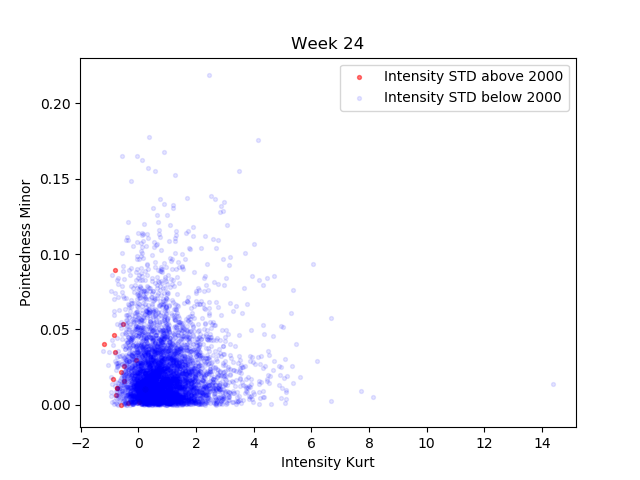 Week 24
Intensity STD above 2000
Intensity STD below 2000
0.20
0.15
0.10
0.05
0.00
Pointedness Minor
−2 0 2 4 6 8 10 12 14
Intensity Kurt